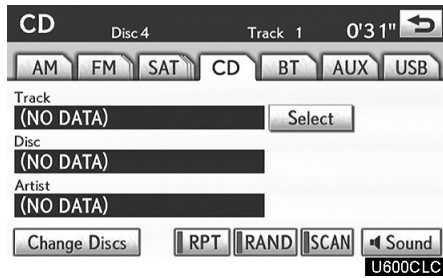 CD Disc 4 Track 1 0'31"
AM FM SAT CD BT AUX USB
Track
(NO DATA) Select
Disc
(NO DATA)
Artist
(NO DATA)
Change Discs RPT RAND SCAN Sound
U600CLC